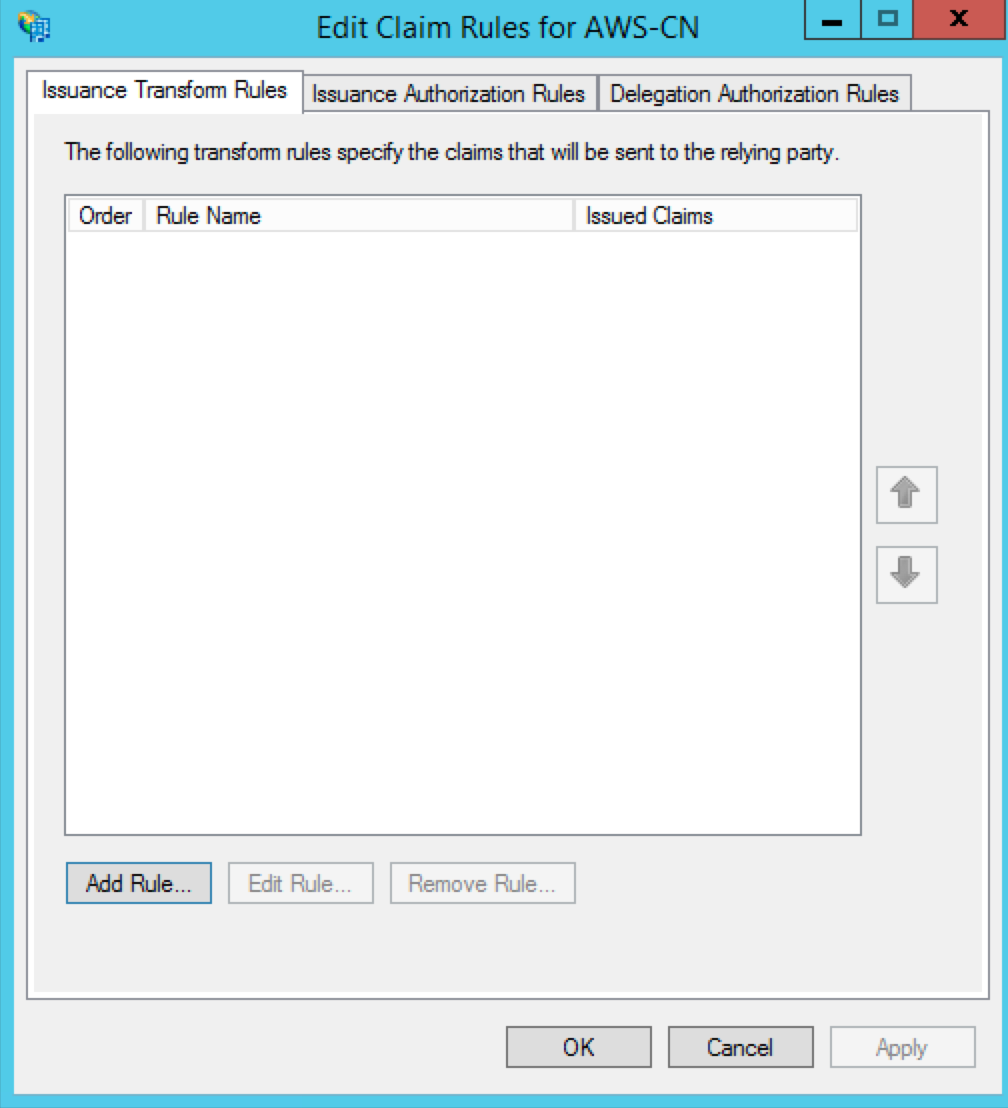 Edit Claim Rules for AWS-CN
Issuance Transform Rules Issuance Authorization Rules Delegation Authorization Rules
The following transform rules specify the claims that will be sent to the relying party.
Order Rule Name Issued Claims
Add Rule... Edit Rule... Remove Rule...
OK Cancel Apply